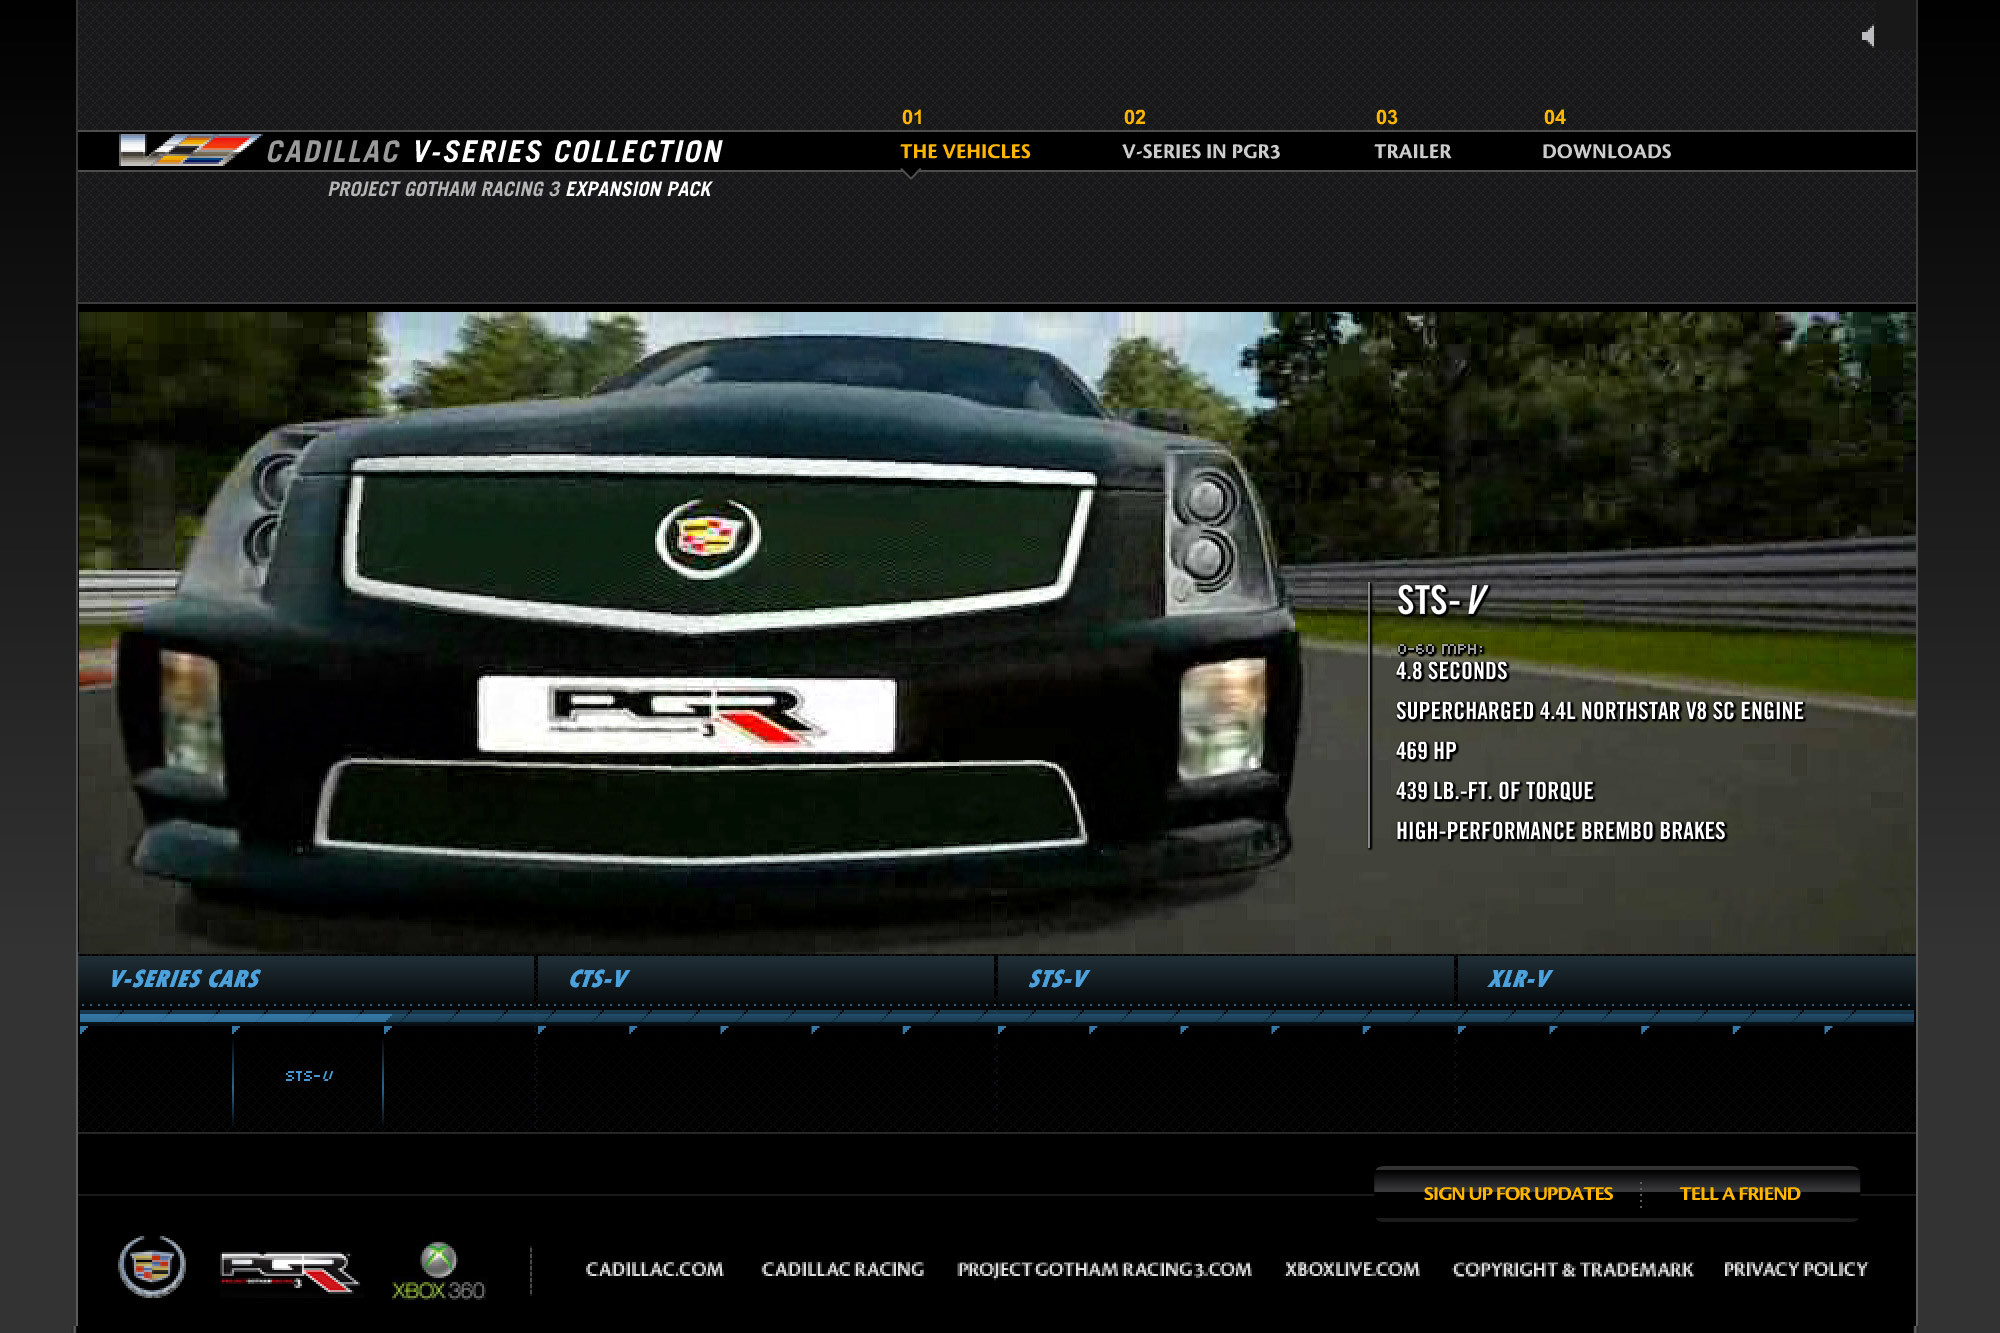 01
02
03
04
CADILLAC V-SERIES COLLECTION
THE VEHICLES
V-SERIES IN PGR3
TRAILER
DOWNLOADS
PROJECT GOTHAM RACING 3 EXPANSION PACK
STS-V
0-60 MPH:
4.8 SECONDS
SUPERCHARGED 4.4L NORTHSTAR V8 SC ENGINE
469 HP
439 LB.-FT. OF TORQUE
HIGH-PERFORMANCE BREMBO BRAKES
PGR
3
V-SERIES CARS
CTS-V
STS-V
XLR-V
STS-V
SIGN UP FOR UPDATES
TELL A FRIEND
PGR
PROJECT GOTHAM RACING
3
XBOX 360
CADILLAC.COM
CADILLAC RACING
PROJECT GOTHAM RACING3.COM
XBOXLIVE.COM
COPYRIGHT & TRADEMARK
PRIVACY POLICY